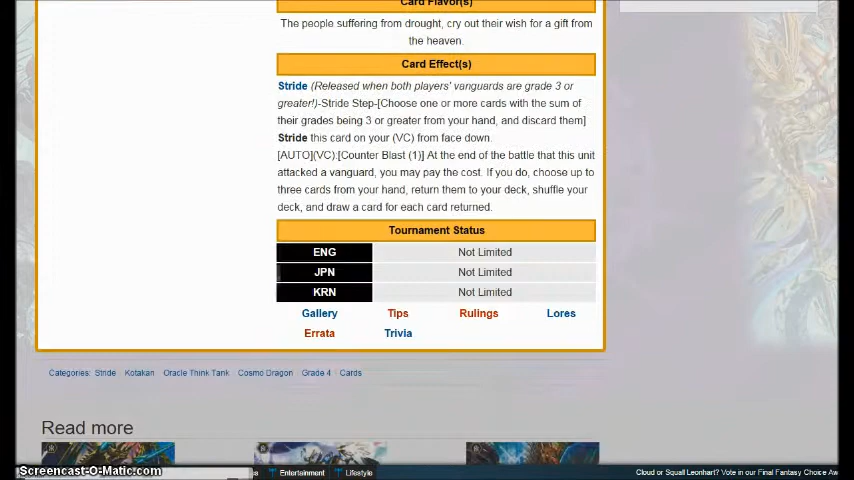 Card Flavor(s)
The people suffering from drought, cry out their wish for a gift from
the heaven.
Card Effect(s)
Stride (Released when both players' vanguards are grade 3 or
greater!)-Stride Step-[Choose one or more cards with the sum of
their grades being 3 or greater from your hand, and discard them]
Stride this card on your (VC) from face down.
[AUTO](VC):[Counter Blast (1)] At the end of the battle that this unit
attacked a vanguard, you may pay the cost. If you do, choose up to
three cards from your hand, return them to your deck, shuffle your
deck, and draw a card for each card returned.
Tournament Status
ENG Not Limited
JPN Not Limited
KRN Not Limited
Gallery Tips Rulings Lores
Errata Trivia
Categories: Stride Kotakan Oracle Think Tank Cosmo Dragon Grade 4 Cards
Read more
Screencast-O-Matic.com Entertainment Lifestyle Cloud or Squall Leonhart? Vote in our Final Fantasy Choice Aw